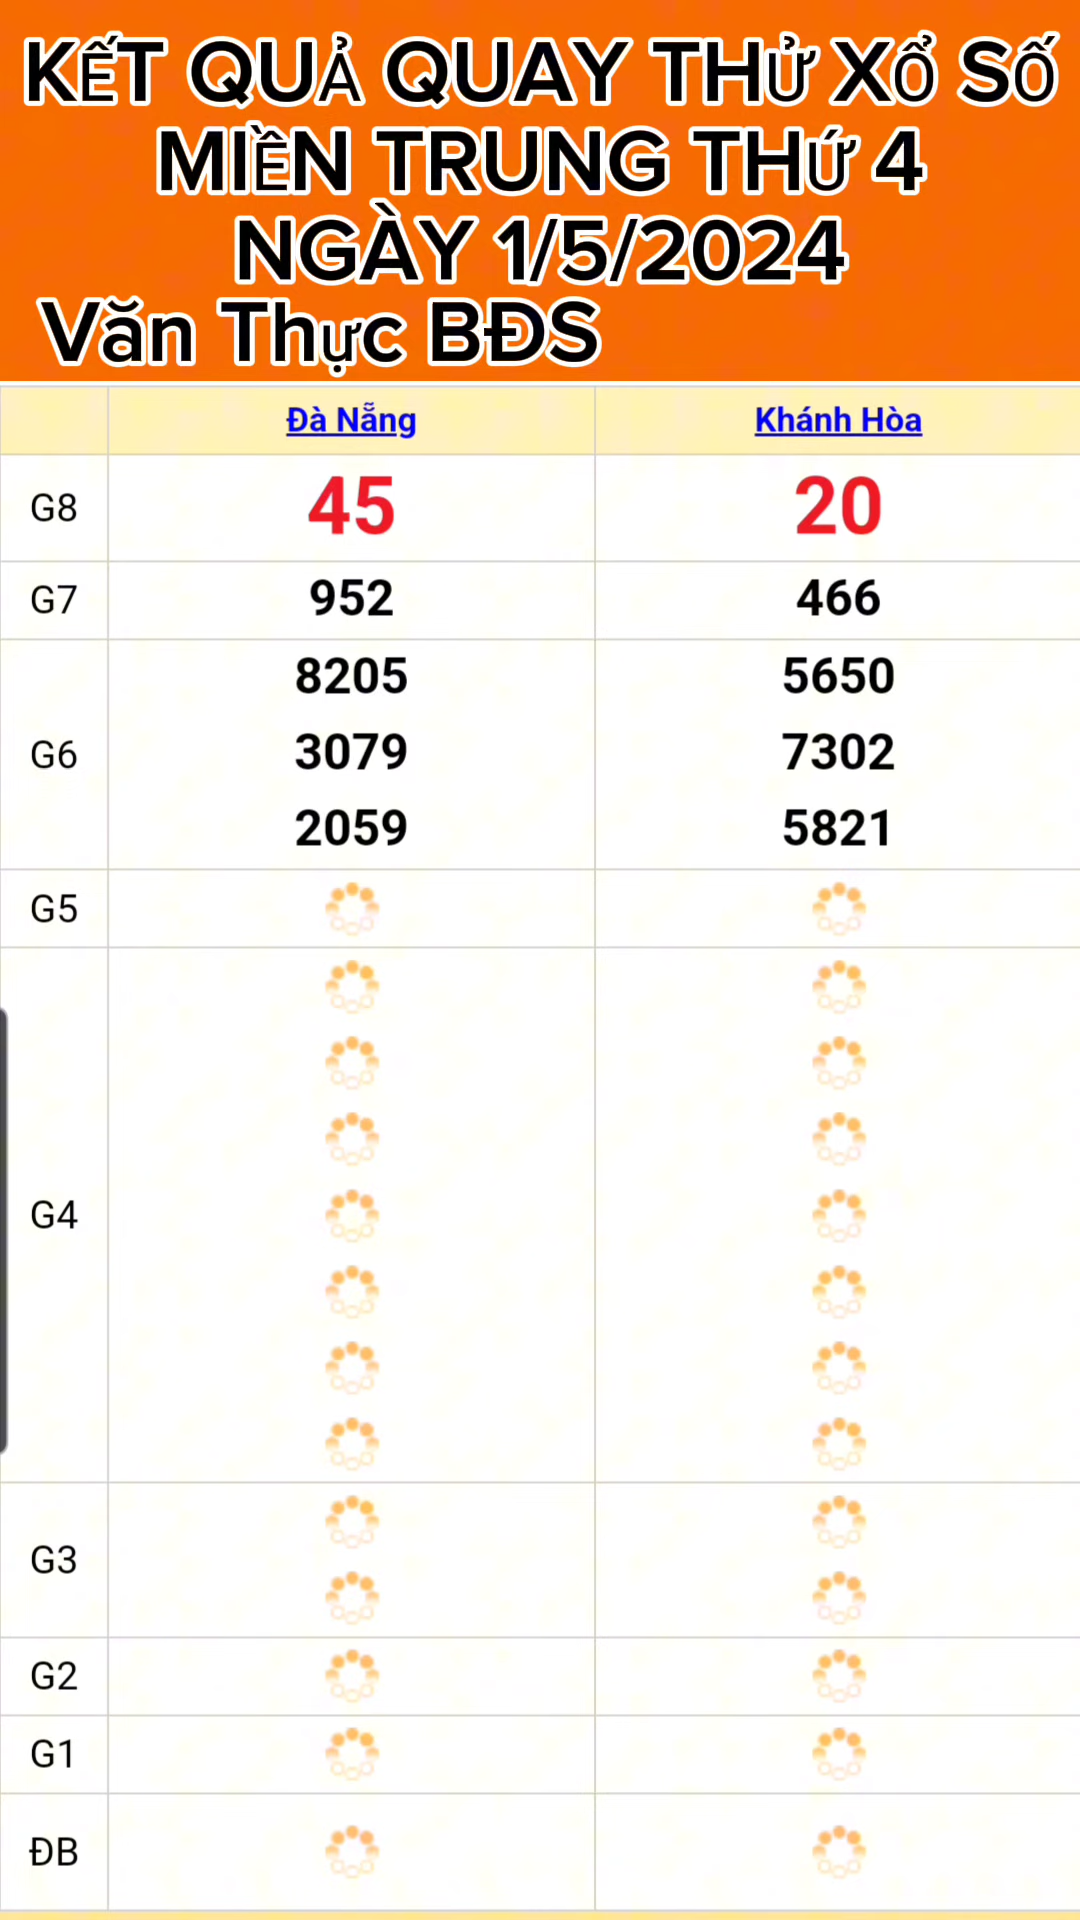 KẾT QUẢ QUAY THỬ XỔ SỐ
MIỀN TRUNG THỨ 4
NGÀY 1/5/2024
Văn Thực BĐS
Đà Nẵng Khánh Hòa
G8 45 20
G7 952 466
8205 5650
G6 3079 7302
2059 5821
G5
G4
G3
G2
G1
ĐB